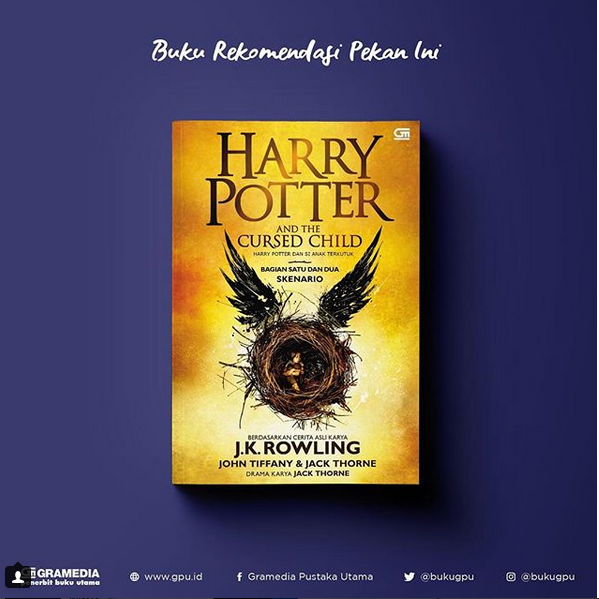 Buku Rekomendasi Pekan Ini
GM
HARRY
POTTER
AND THE
CURSED CHILD
HARRY POTTER DAN SI ANAK TERKUTUK
BAGIAN SATU DAN DUA
SKENARIO
BERDASARKAN CERITA ASLI KARYA
J.K. ROWLING
JOHN TIFFANY & JACK THORNE
DRAMA KARYA JACK THORNE
GRAMEDIA
penerbit buku utama
www.gpu.id
Gramedia Pustaka Utama
@bukugpu
@bukugpu